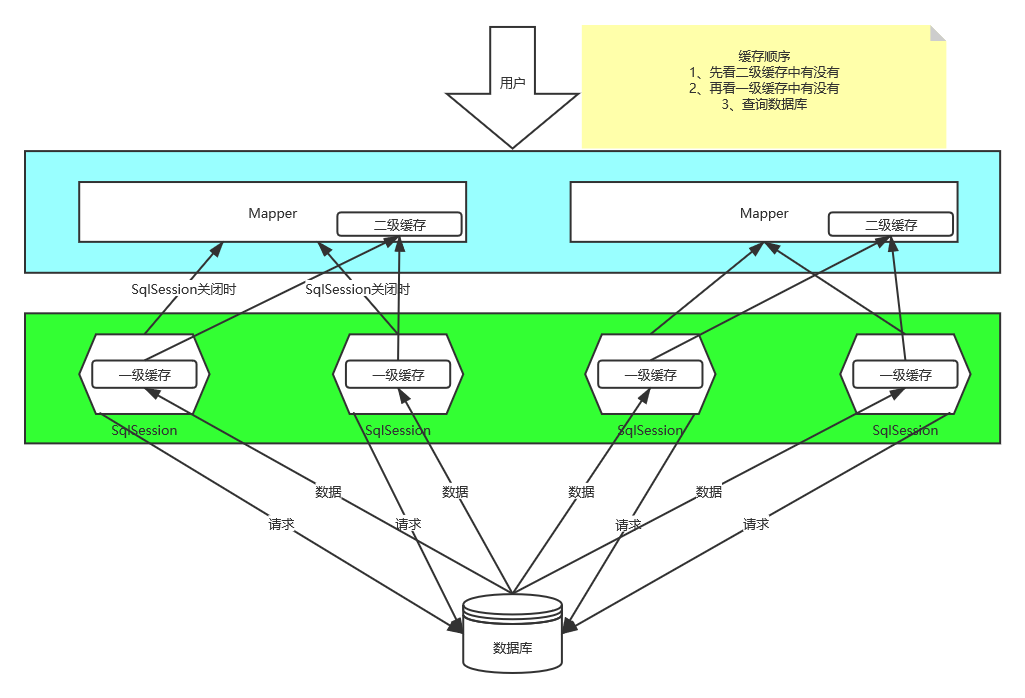 用户
缓存顺序
1、先看二级缓存中有没有
2、再看一级缓存中有没有
3、查询数据库
Mapper
二级缓存
Mapper
二级缓存
SqlSession关闭时
SqlSession关闭时
一级缓存
一级缓存
一级缓存
一级缓存
SqlSession
SqlSession
SqlSession
SqlSession
数据
数据
数据
数据
请求
请求
请求
请求
数据库